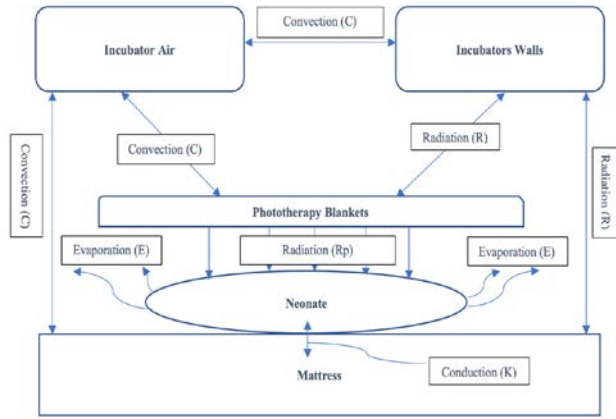 Convection (C)
Incubator Air
Incubators Walls
Convection (C)
Radiation (R)
Convection (C)
Radiation (R)
Phototherapy Blankets
Evaporation (E)
Radiation (Rp)
Evaporation (E)
Neonate
Mattress
Conduction (K)